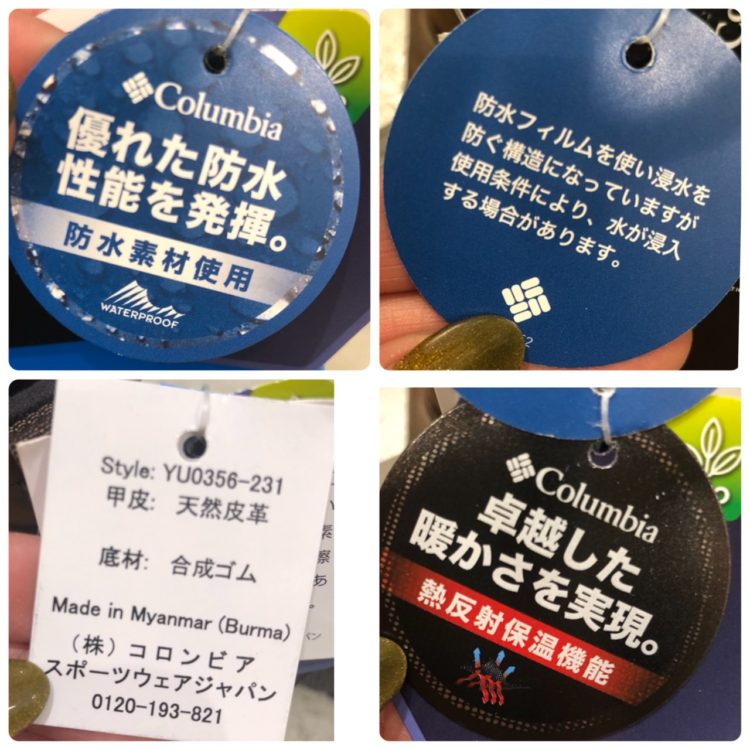 Columbia
優れた防水
性能を発揮。
防水素材使用
WATERPROOF
防水フィルムを使い浸水を
防ぐ構造になっていますが
使用条件により、水が浸入
する場合があります。
Style: YU0356-231
甲皮: 天然皮革
底材: 合成ゴム
Made in Myanmar (Burma)
(株)コロンビア
スポーツウェアジャパン
0120-193-821
Columbia
卓越した
暖かさを実現。
熱反射保温機能